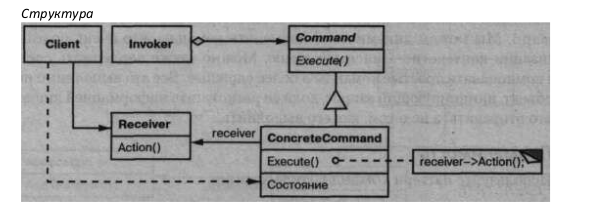 Структура
Client
Invoker
Command
Execute()
Receiver
Action()
receiver
ConcreteCommand
Execute()
receiver->Action();
Состояние